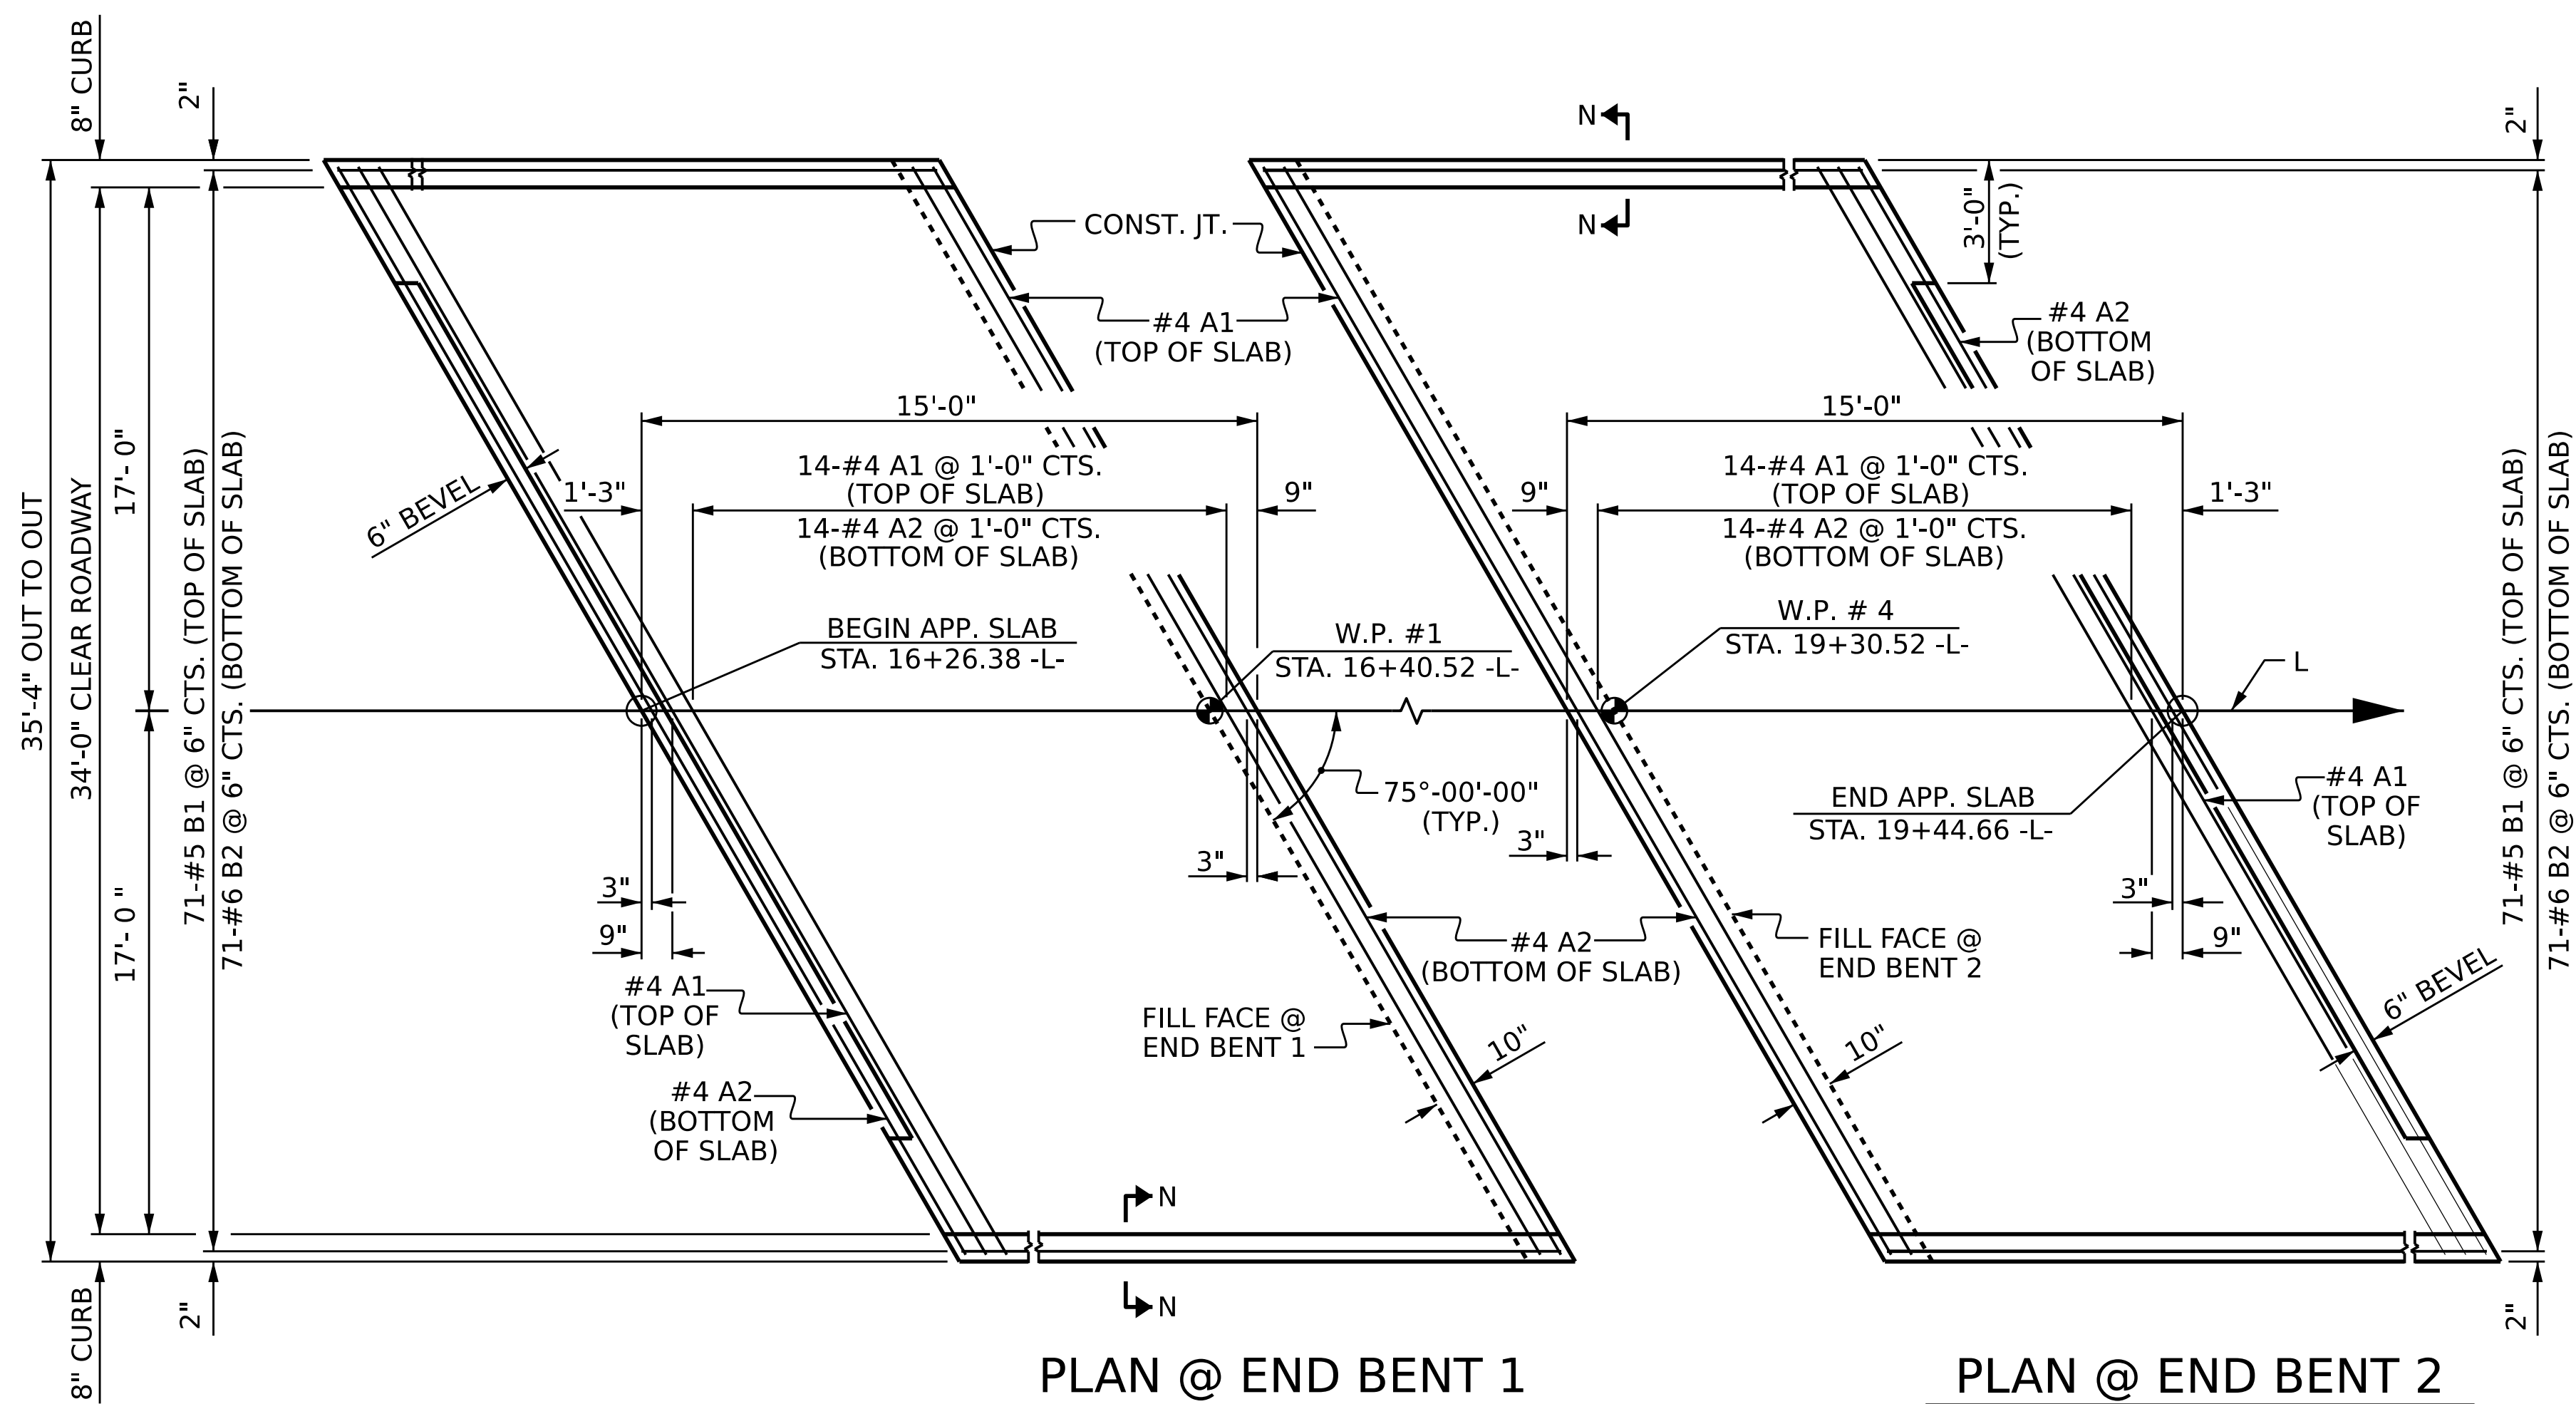 8" CURB
2"
N
2"
N
CONST. JT.
3'-0"
(TYP.)
#4 A1
(TOP OF SLAB)
#4 A2
(BOTTOM
OF SLAB)
15'-0"
15'-0"
14-#4 A1 @ 1'-0" CTS.
(TOP OF SLAB)
14-#4 A2 @ 1'-0" CTS.
(BOTTOM OF SLAB)
14-#4 A1 @ 1'-0" CTS.
(TOP OF SLAB)
14-#4 A2 @ 1'-0" CTS.
(BOTTOM OF SLAB)
6" BEVEL
1'-3"
9"
9"
1'-3"
35'-4" OUT TO OUT
34'-0" CLEAR ROADWAY
17'- 0"
17'- 0 "
71-#5 B1 @ 6" CTS. (TOP OF SLAB)
71-#6 B2 @ 6" CTS. (BOTTOM OF SLAB)
BEGIN APP. SLAB
STA. 16+26.38 -L-
W.P. #1
STA. 16+40.52 -L-
W.P. # 4
STA. 19+30.52 -L-
L
75°-00'-00"
(TYP.)
END APP. SLAB
STA. 19+44.66 -L-
#4 A1
(TOP OF
SLAB)
71-#5 B1 @ 6" CTS. (TOP OF SLAB)
71-#6 B2 @ 6" CTS. (BOTTOM OF SLAB)
3"
9"
3"
3"
3"
9"
#4 A1
(TOP OF
SLAB)
#4 A2
(BOTTOM OF SLAB)
FILL FACE @
END BENT 2
6" BEVEL
FILL FACE @
END BENT 1
10"
10"
#4 A2
(BOTTOM
OF SLAB)
N
N
8" CURB
2"
2"
PLAN @ END BENT 1
PLAN @ END BENT 2